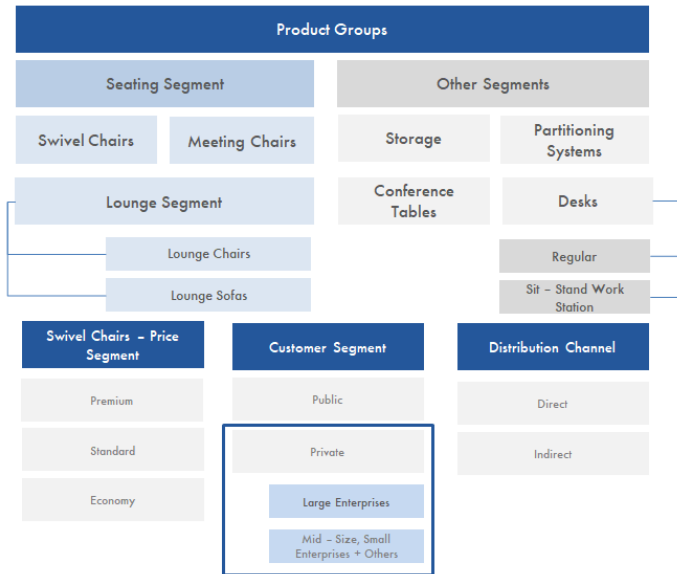 Product Groups
Seating Segment
Other Segments
Swivel Chairs
Meeting Chairs
Storage
Partitioning
Systems
Lounge Segment
Conference
Tables
Desks
Lounge Chairs
Regular
Lounge Sofas
Sit – Stand Work
Station
Swivel Chairs – Price
Segment
Customer Segment
Distribution Channel
Premium
Public
Direct
Standard
Private
Indirect
Economy
Large Enterprises
Mid – Size, Small
Enterprises + Others